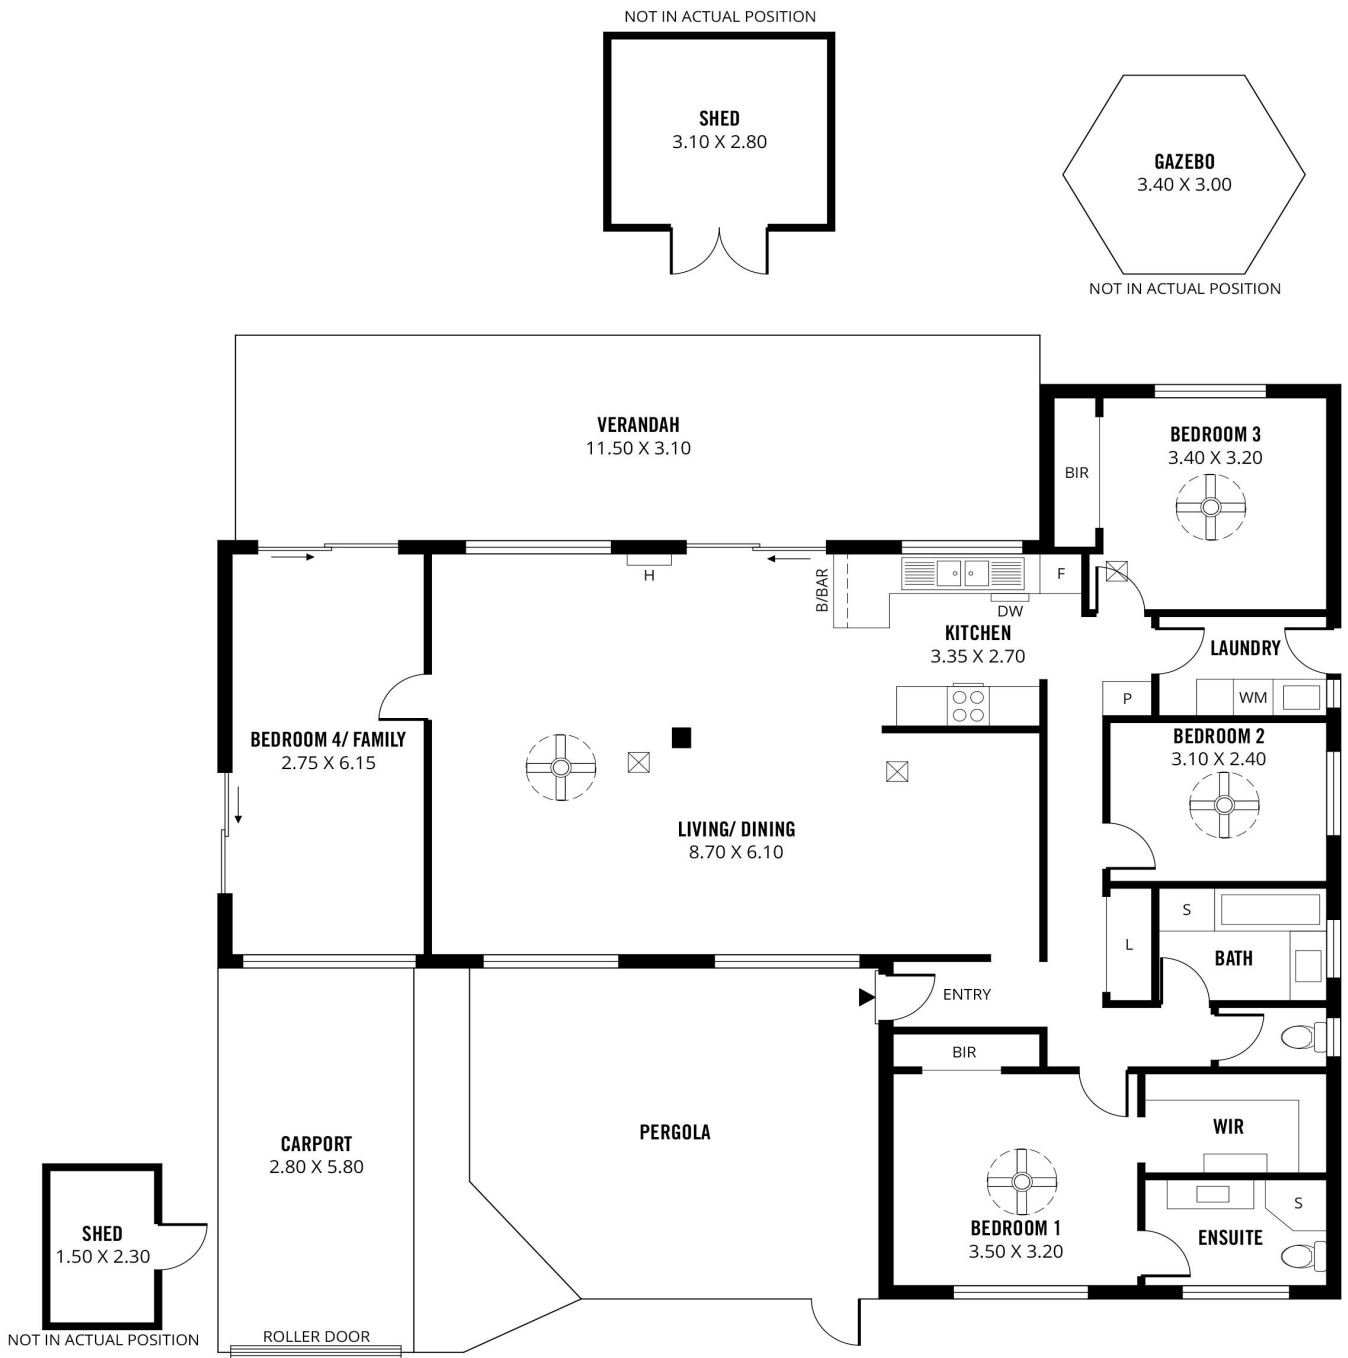 NOT IN ACTUAL POSITION
SHED
3.10 X 2.80
GAZEBO
3.40 X 3.00
NOT IN ACTUAL POSITION
VERANDAH
11.50 X 3.10
BEDROOM 3
3.40 X 3.20
BIR
H
B/BAR
F
DW
KITCHEN
3.35 X 2.70
LAUNDRY
P
WM
BEDROOM 4/ FAMILY
2.75 X 6.15
BEDROOM 2
3.10 X 2.40
LIVING/ DINING
8.70 X 6.10
S
L
BATH
ENTRY
BIR
CARPORT
2.80 X 5.80
PERGOLA
WIR
SHED
1.50 X 2.30
NOT IN ACTUAL POSITION
BEDROOM 1
3.50 X 3.20
S
ENSUITE
ROLLER DOOR